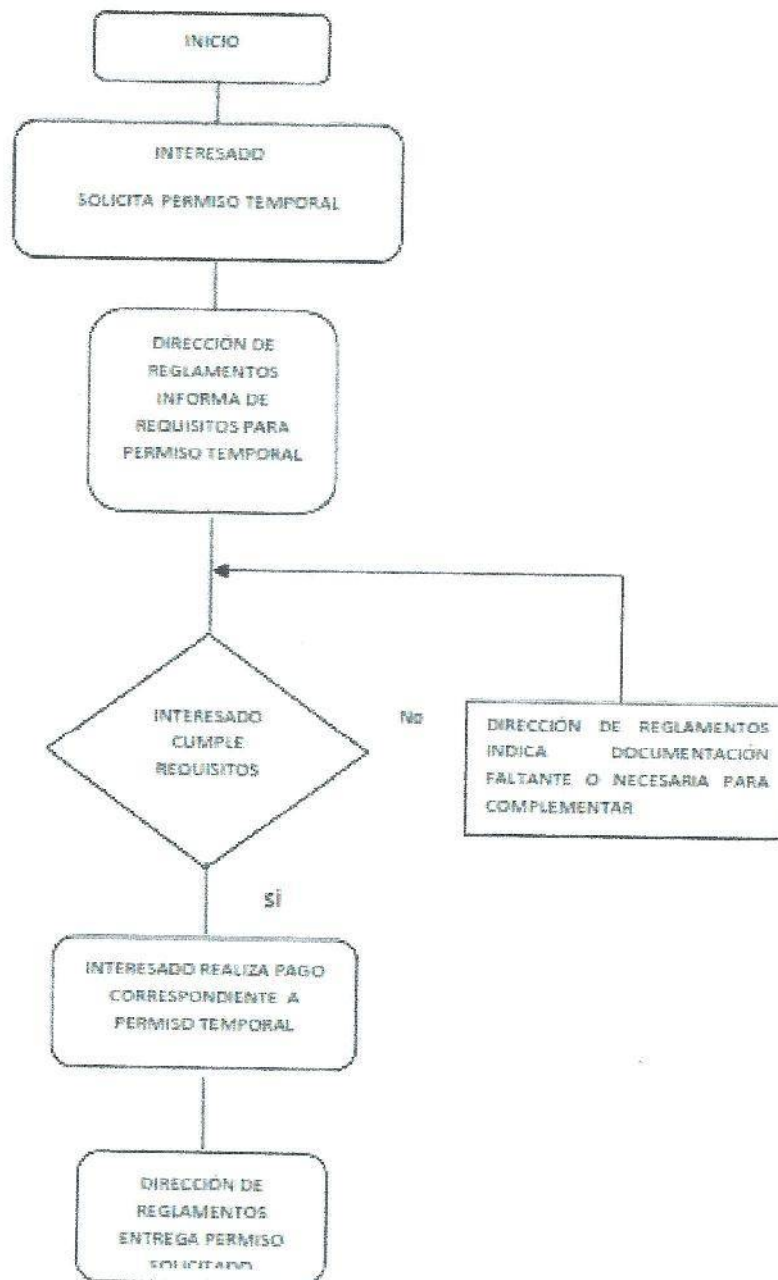 INICIO
INTERESADO
SOLICITA PERMISO TEMPORAL
DIRECCIÓN DE
REGLAMENTOS
INFORMA DE
REQUISITOS PARA
PERMISO TEMPORAL
INTERESADO
CUMPLE
REQUISITOS
No
DIRECCIÓN DE REGLAMENTOS
INDICA DOCUMENTACIÓN
FALTANTE O NECESARIA PARA
COMPLEMENTAR
SÍ
INTERESADO REALIZA PAGO
CORRESPONDIENTE A
PERMISO TEMPORAL
DIRECCIÓN DE
REGLAMENTOS
ENTREGA PERMISO
SOLICITADO